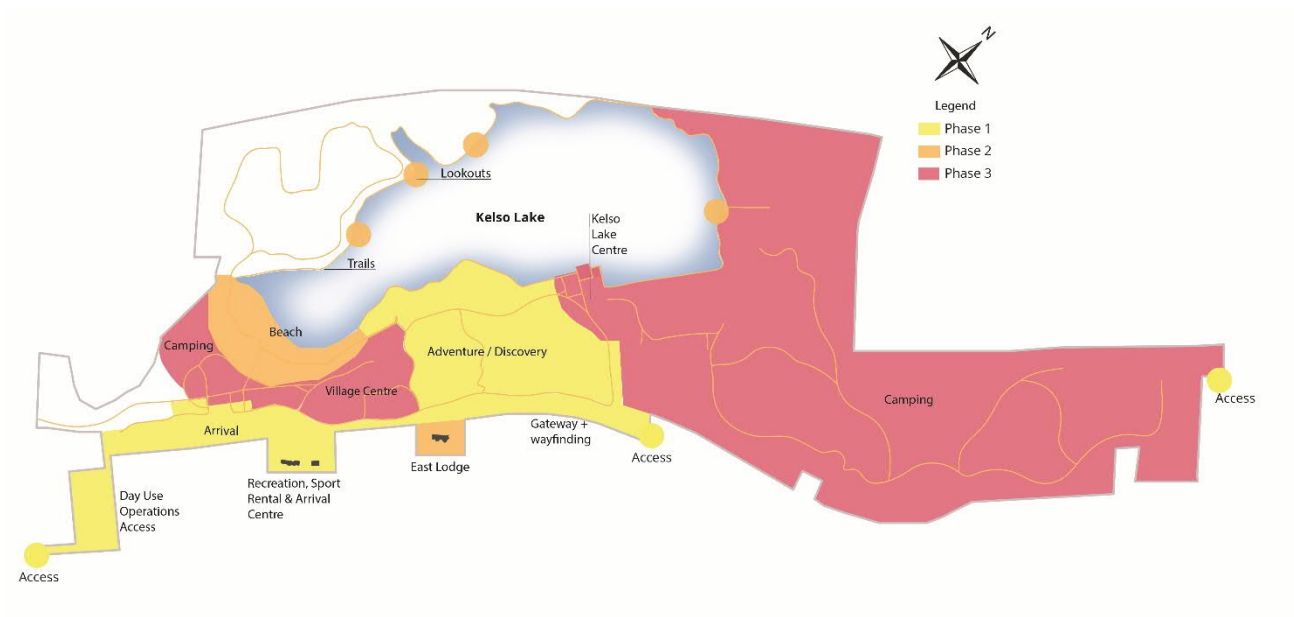 N
Legend
Phase 1
Phase 2
Phase 3
Lookouts
Kelso Lake
Kelso
Lake
Centre
Trails
Beach
Camping
Adventure / Discovery
Village Centre
Camping
Access
Arrival
Gateway +
wayfinding
Access
East Lodge
Recreation, Sport
Rental & Arrival
Centre
Day Use
Operations
Access
Access